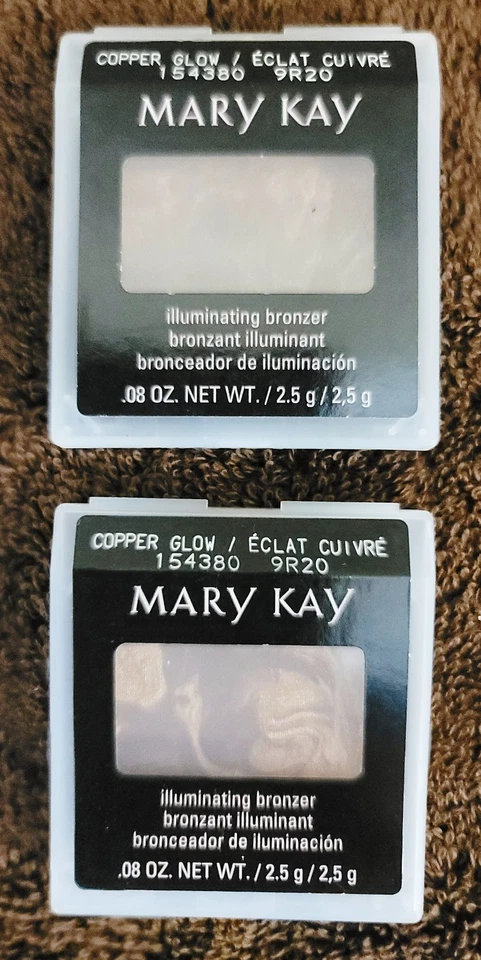 COPPER GLOW / ÉCLAT CUIVRÉ
154380 9R20
MARY KAY
illuminating bronzer
bronzant illuminant
bronceador de iluminación
.08 OZ. NET WT. / 2.5 g / 2,5 g
COPPER GLOW / ÉCLAT CUIVRÉ
154380 9R20
MARY KAY
illuminating bronzer
bronzant illuminant
bronceador de iluminación
.08 OZ. NET WT. / 2.5 g / 2,5 g